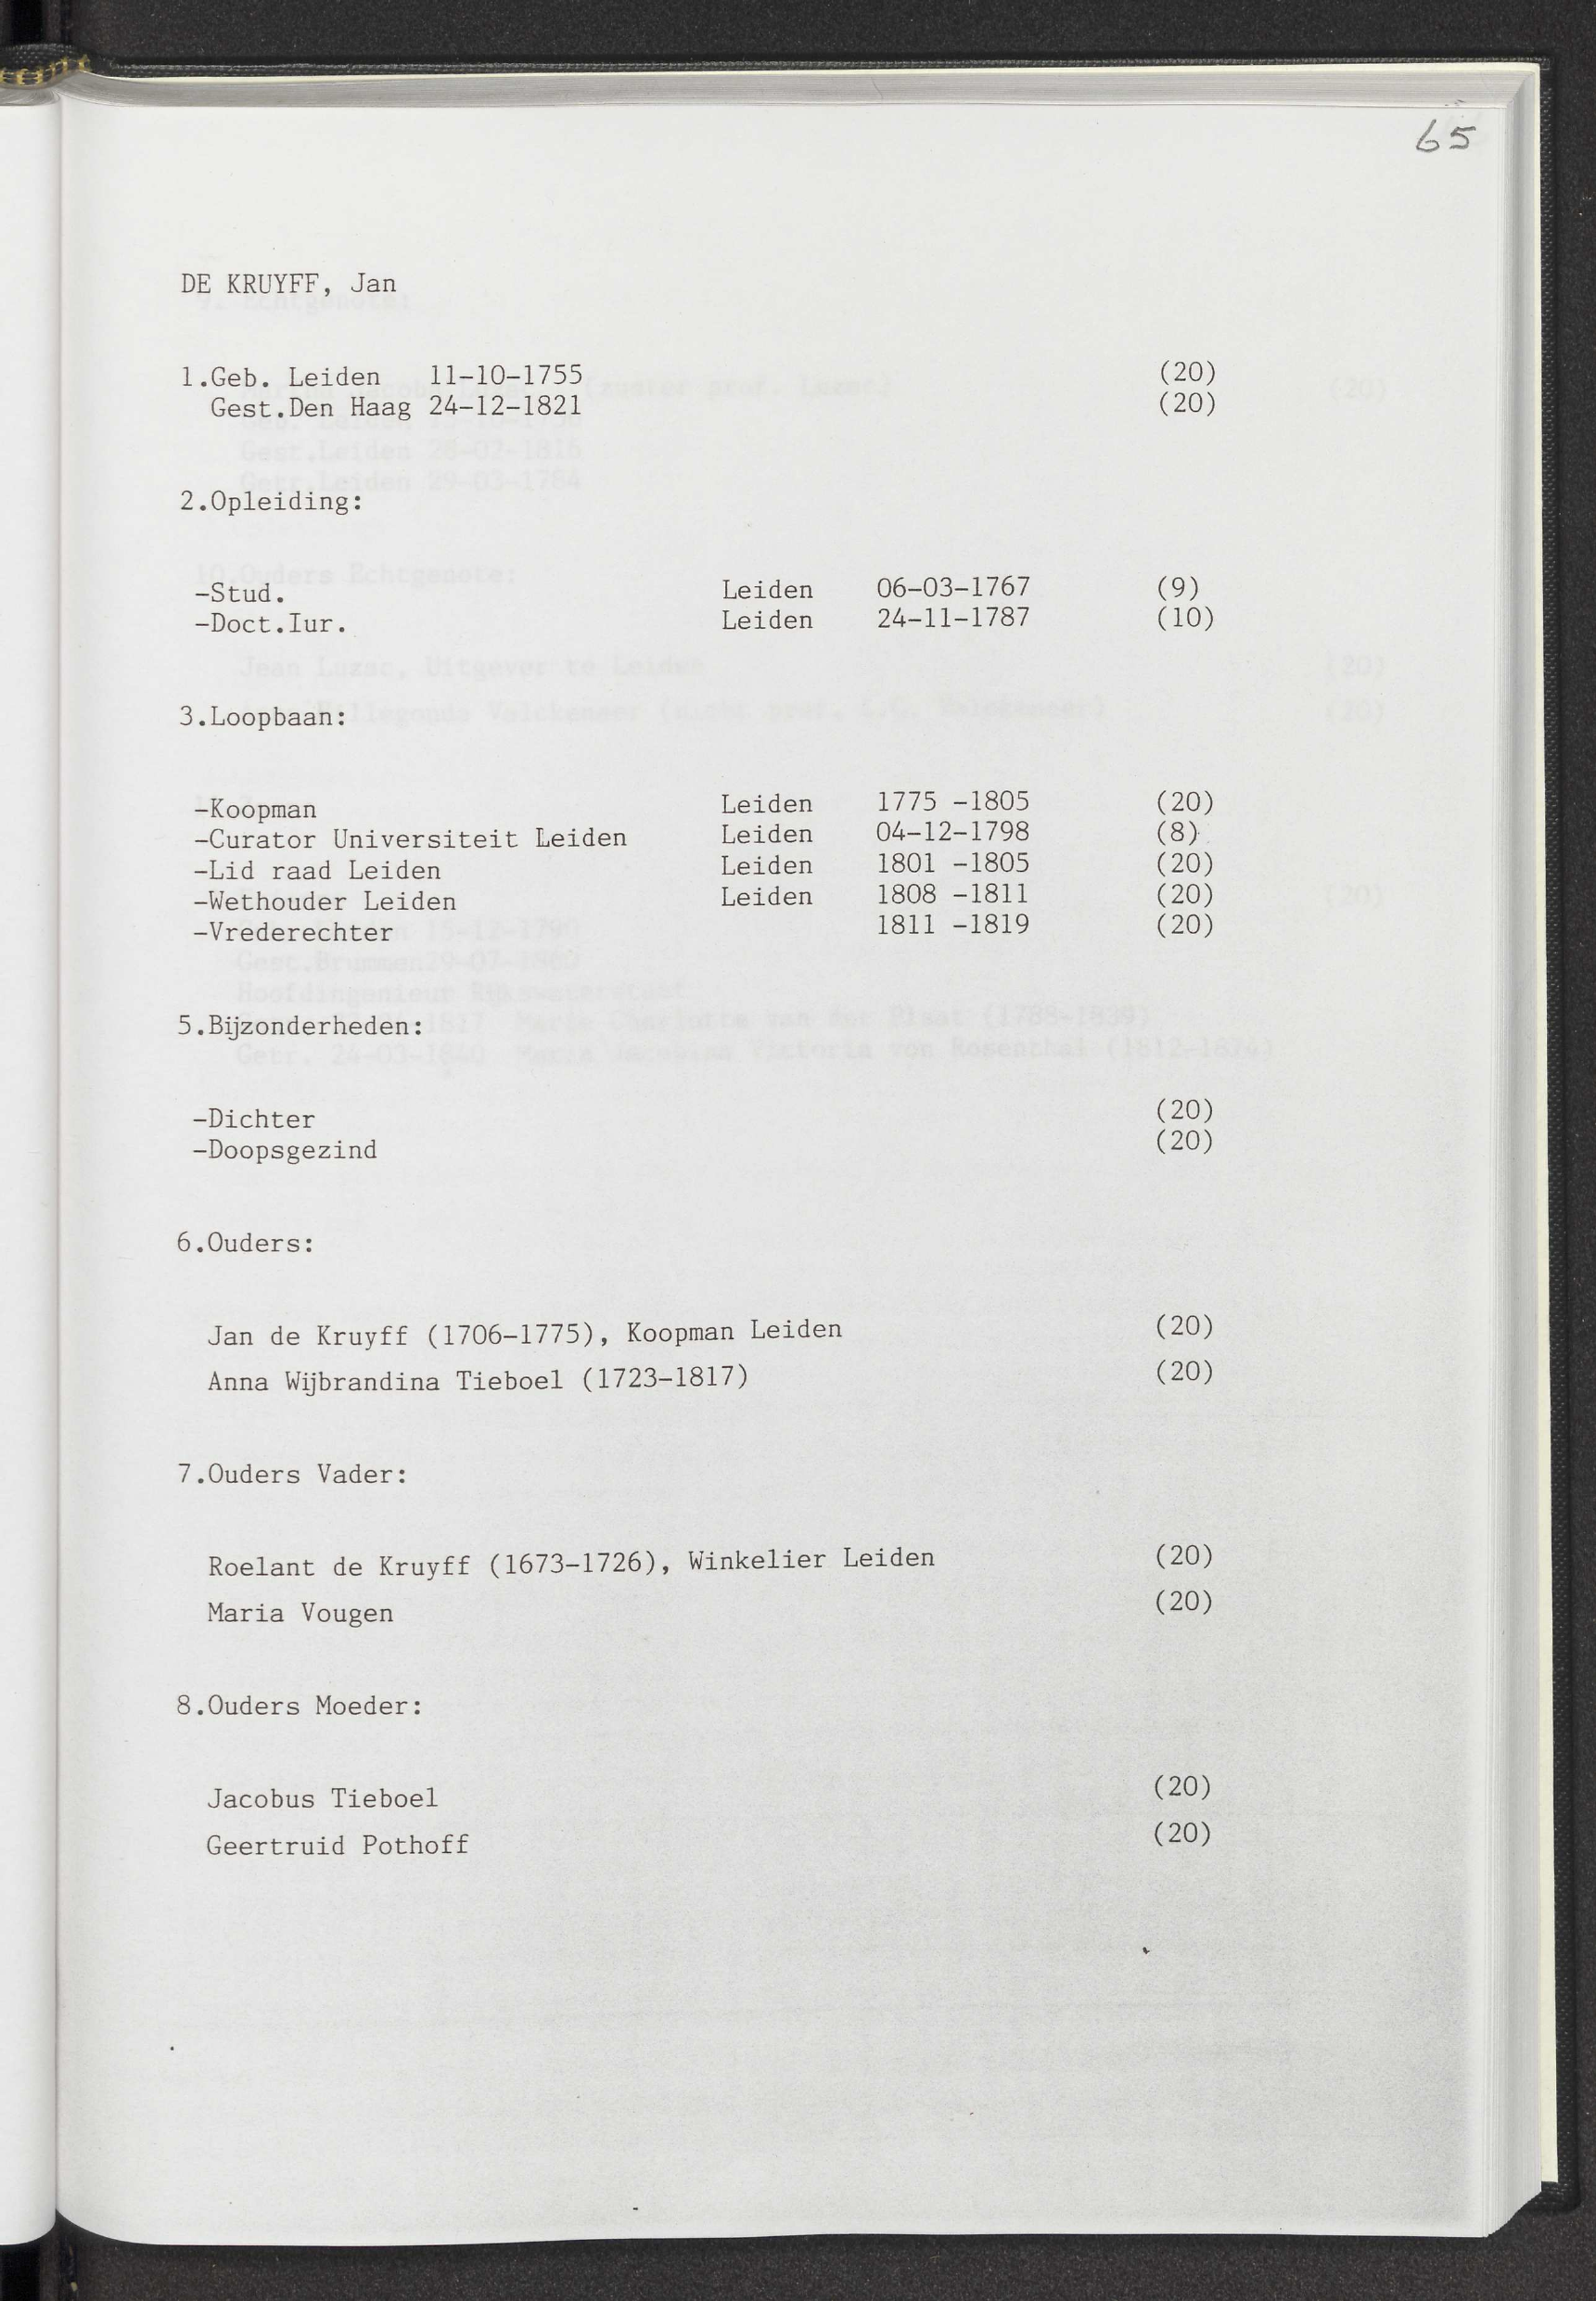 65
DE KRUYFF, Jan
1.Geb. Leiden 11-10-1755 (20)
Gest.Den Haag 24-12-1821 (20)
2.Opleiding:
-Stud. Leiden 06-03-1767 (9)
-Doct.Iur. Leiden 24-11-1787 (10)
3.Loopbaan:
-Koopman Leiden 1775 -1805 (20)
-Curator Universiteit Leiden Leiden 04-12-1798 (8)
-Lid raad Leiden Leiden 1801 -1805 (20)
-Wethouder Leiden Leiden 1808 -1811 (20)
-Vrederechter 1811 -1819 (20)
5.Bijzonderheden:
-Dichter (20)
-Doopsgezind (20)
6.Ouders:
Jan de Kruyff (1706-1775), Koopman Leiden (20)
Anna Wijbrandina Tieboel (1723-1817) (20)
7.Ouders Vader:
Roelant de Kruyff (1673-1726), Winkelier Leiden (20)
Maria Vougen (20)
8.Ouders Moeder:
Jacobus Tieboel (20)
Geertruid Pothoff (20)